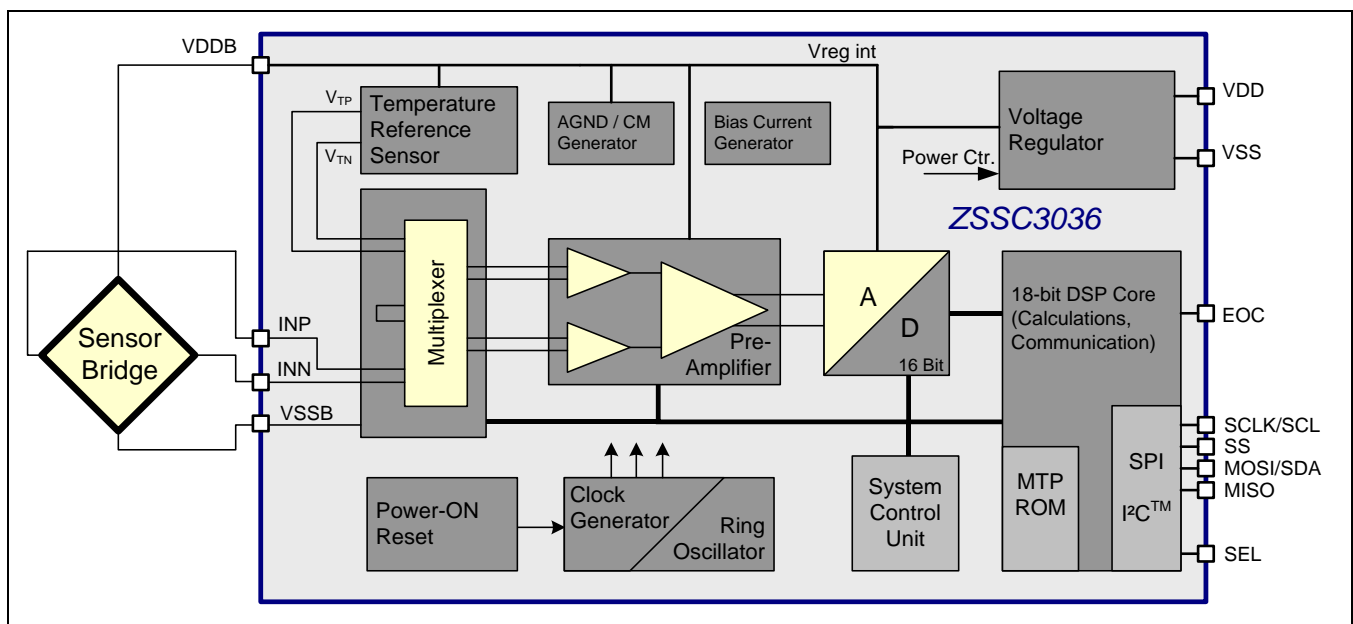 VDDB
Vreg int
VTP
VTN
Temperature
Reference
Sensor
AGND / CM
Generator
Bias Current
Generator
Voltage
Regulator
VDD
VSS
Power Ctr.
ZSSC3036
Sensor
Bridge
INP
INN
VSSB
Multiplexer
Pre-
Amplifier
A
D
16 Bit
18-bit DSP Core
(Calculations,
Communication)
EOC
SCLK/SCL
SS
MOSI/SDA
MISO
SEL
SPI
I²C™
MTP
ROM
System
Control
Unit
Power-ON
Reset
Clock
Generator
Ring
Oscillator